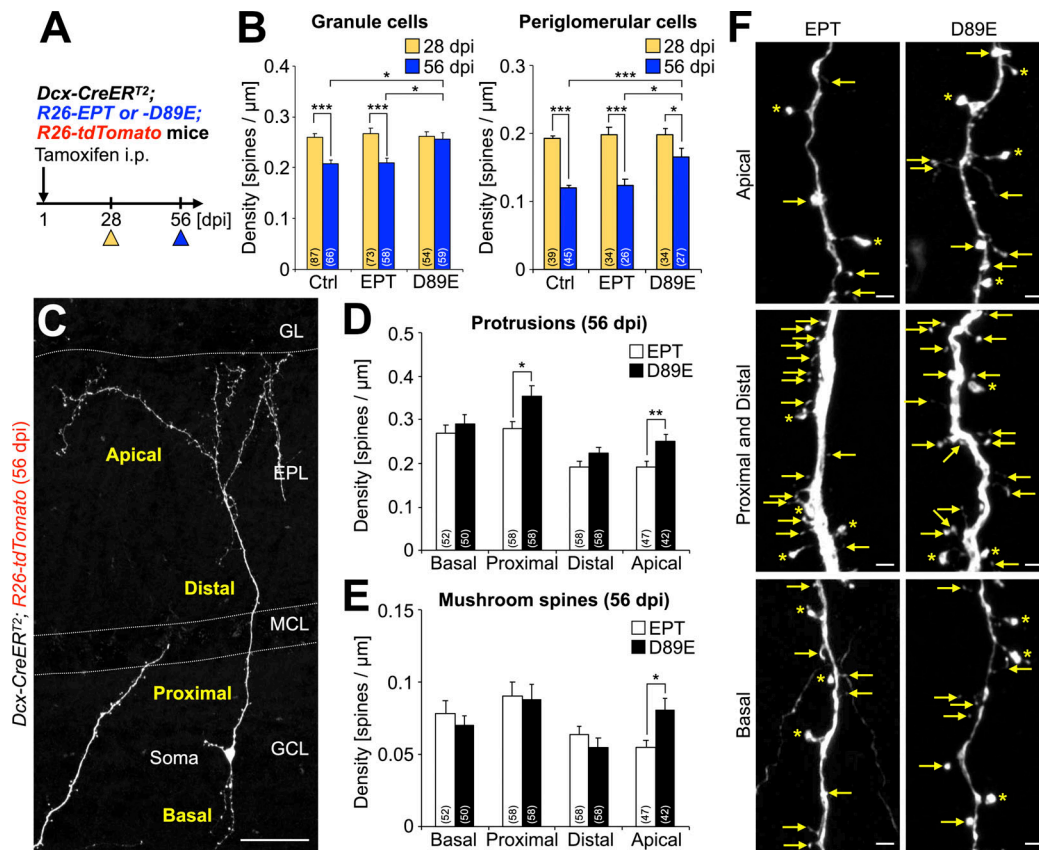 A
Dcx-CreERT2;
R26-EPT or -D89E;
R26-tdTomato mice
Tamoxifen i.p.
1 28 56 [dpi]
B
Granule cells
28 dpi
56 dpi
Density [spines / μm]
0.4
0.3
0.2
0.1
0
***
***
*
*
(87) (66) (73) (58) (54) (59)
Ctrl EPT D89E
Periglomerular cells
28 dpi
56 dpi
Density [spines / μm]
0.3
0.2
0.1
0
***
***
*
***
*
(39) (45) (34) (26) (34) (27)
Ctrl EPT D89E
C
Dcx-CreERT2; R26-tdTomato (56 dpi)
GL
Apical
EPL
Distal
MCL
Proximal
Soma
GCL
Basal
D
Protrusions (56 dpi)
EPT
D89E
Density [spines / μm]
0.5
0.4
0.3
0.2
0.1
0
*
**
(52) (50) (58) (58) (58) (58) (47) (42)
Basal Proximal Distal Apical
E
Mushroom spines (56 dpi)
EPT
D89E
Density [spines / μm]
0.15
0.1
0.05
0
*
(52) (50) (58) (58) (58) (58) (47) (42)
Basal Proximal Distal Apical
F
EPT D89E
Apical
Proximal and Distal
Basal